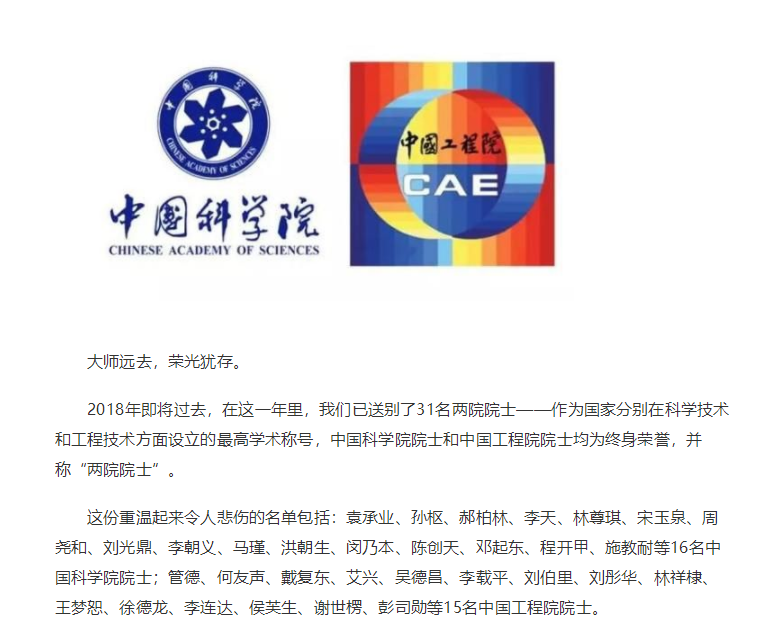 中国科学院
CHINESE ACADEMY OF SCIENCES
中國科学院
CHINESE ACADEMY OF SCIENCES
中國工程院
CAE
大师远去，荣光犹存。
2018年即将过去，在这一年里，我们已送别了31名两院院士——作为国家分别在科学技术
和工程技术方面设立的最高学术称号，中国科学院院士和中国工程院院士均为终身荣誉，并
称“两院院士”。
这份重温起来令人悲伤的名单包括：袁承业、孙枢、郝柏林、李天、林尊琪、宋玉泉、周
尧和、刘光鼎、李朝义、马瑾、洪朝生、闵乃本、陈创天、邓起东、程开甲、施教耐等16名中
国科学院院士；管德、何友声、戴复东、艾兴、吴德昌、李载平、刘伯里、刘彤华、林祥棣、
王梦恕、徐德龙、李连达、侯芙生、谢世楞、彭司勋等15名中国工程院院士。